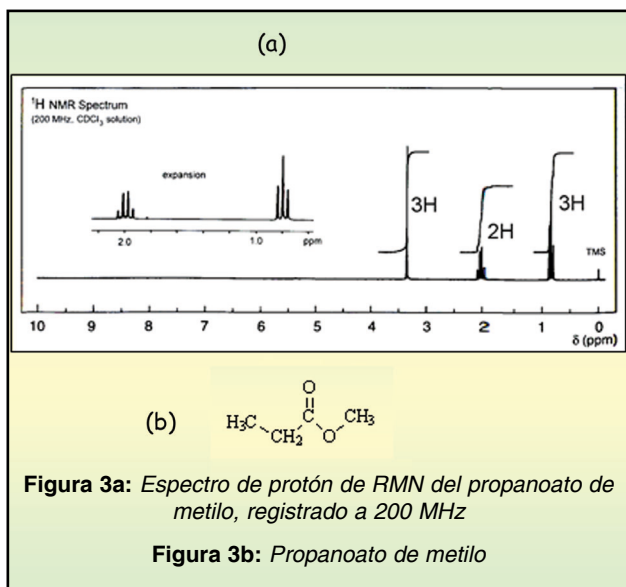 (a)
¹H NMR Spectrum
(200 MHz, CDCl₃ solution)
expansion
2.0 1.0 ppm
3H
2H
3H
TMS
10 9 8 7 6 5 4 3 2 1 0
δ (ppm)
(b)
O
H₃C C CH₃
CH₂ O
Figura 3a: Espectro de protón de RMN del propanoato de
metilo, registrado a 200 MHz
Figura 3b: Propanoato de metilo